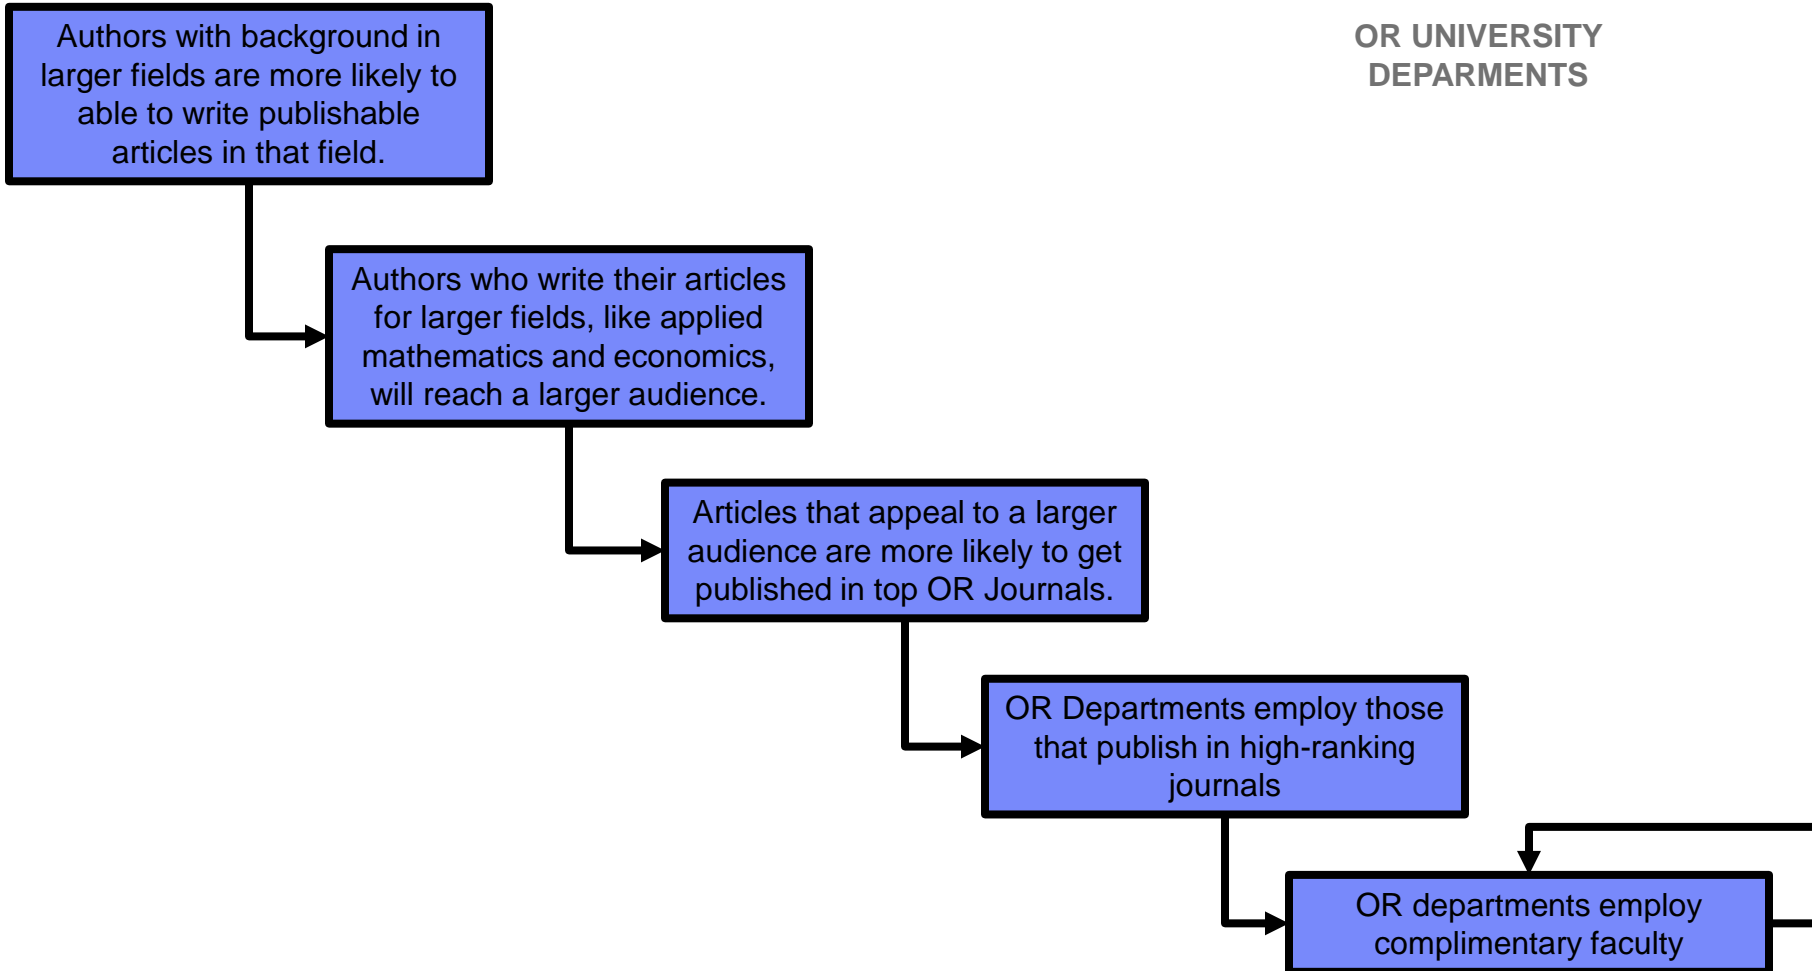 Authors with background in
larger fields are more likely to
able to write publishable
articles in that field.
OR UNIVERSITY
DEPARMENTS
Authors who write their articles
for larger fields, like applied
mathematics and economics,
will reach a larger audience.
Articles that appeal to a larger
audience are more likely to get
published in top OR Journals.
OR Departments employ those
that publish in high-ranking
journals
OR departments employ
complimentary faculty